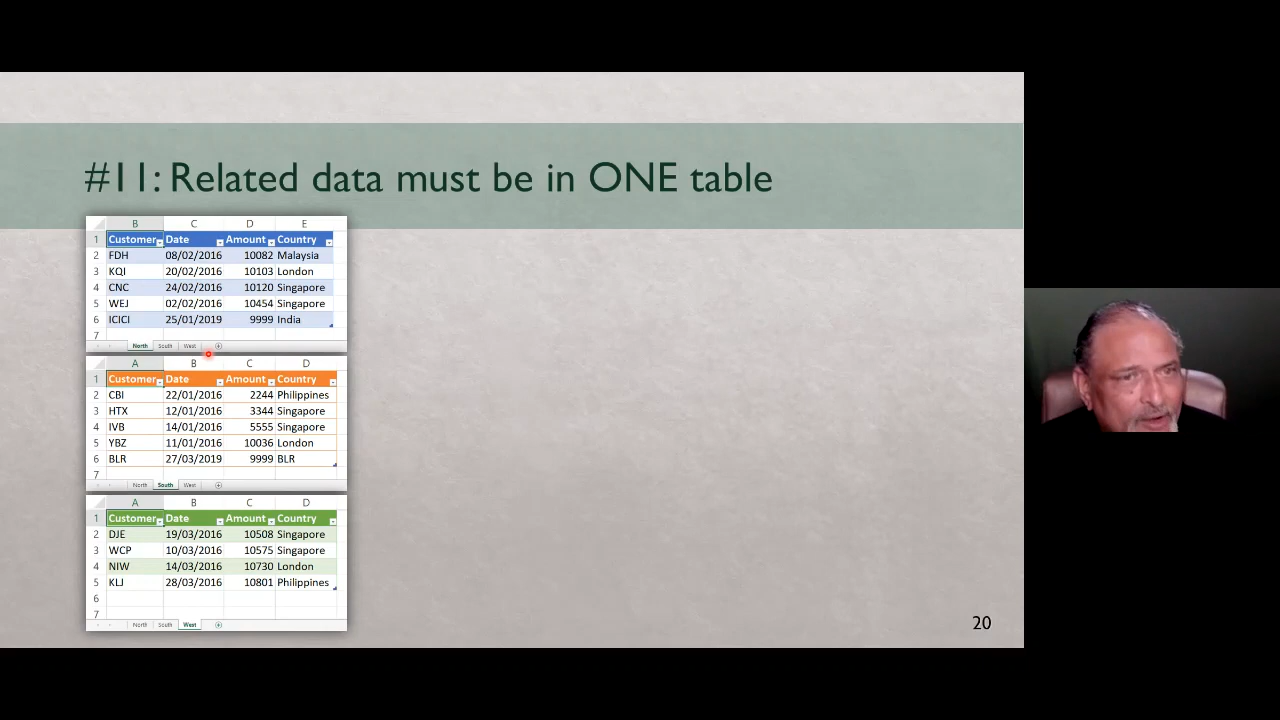 #11: Related data must be in ONE table
B C D E
1 Customer Date Amount Country
2 FDH 08/02/2016 10082 Malaysia
3 KQI 20/02/2016 10103 London
4 CNC 24/02/2016 10120 Singapore
5 WEJ 02/02/2016 10454 Singapore
6 ICICI 25/01/2019 9999 India
7
North South West
A B C D
1 Customer Date Amount Country
2 CBI 22/01/2016 2244 Philippines
3 HTX 12/01/2016 3344 Singapore
4 IVB 14/01/2016 5555 Singapore
5 YBZ 11/01/2016 10036 London
6 BLR 27/03/2019 9999 BLR
7
North South West
A B C D
1 Customer Date Amount Country
2 DJE 19/03/2016 10508 Singapore
3 WCP 10/03/2016 10575 Singapore
4 NIW 14/03/2016 10730 London
5 KLJ 28/03/2016 10801 Philippines
6
7
North South West
20